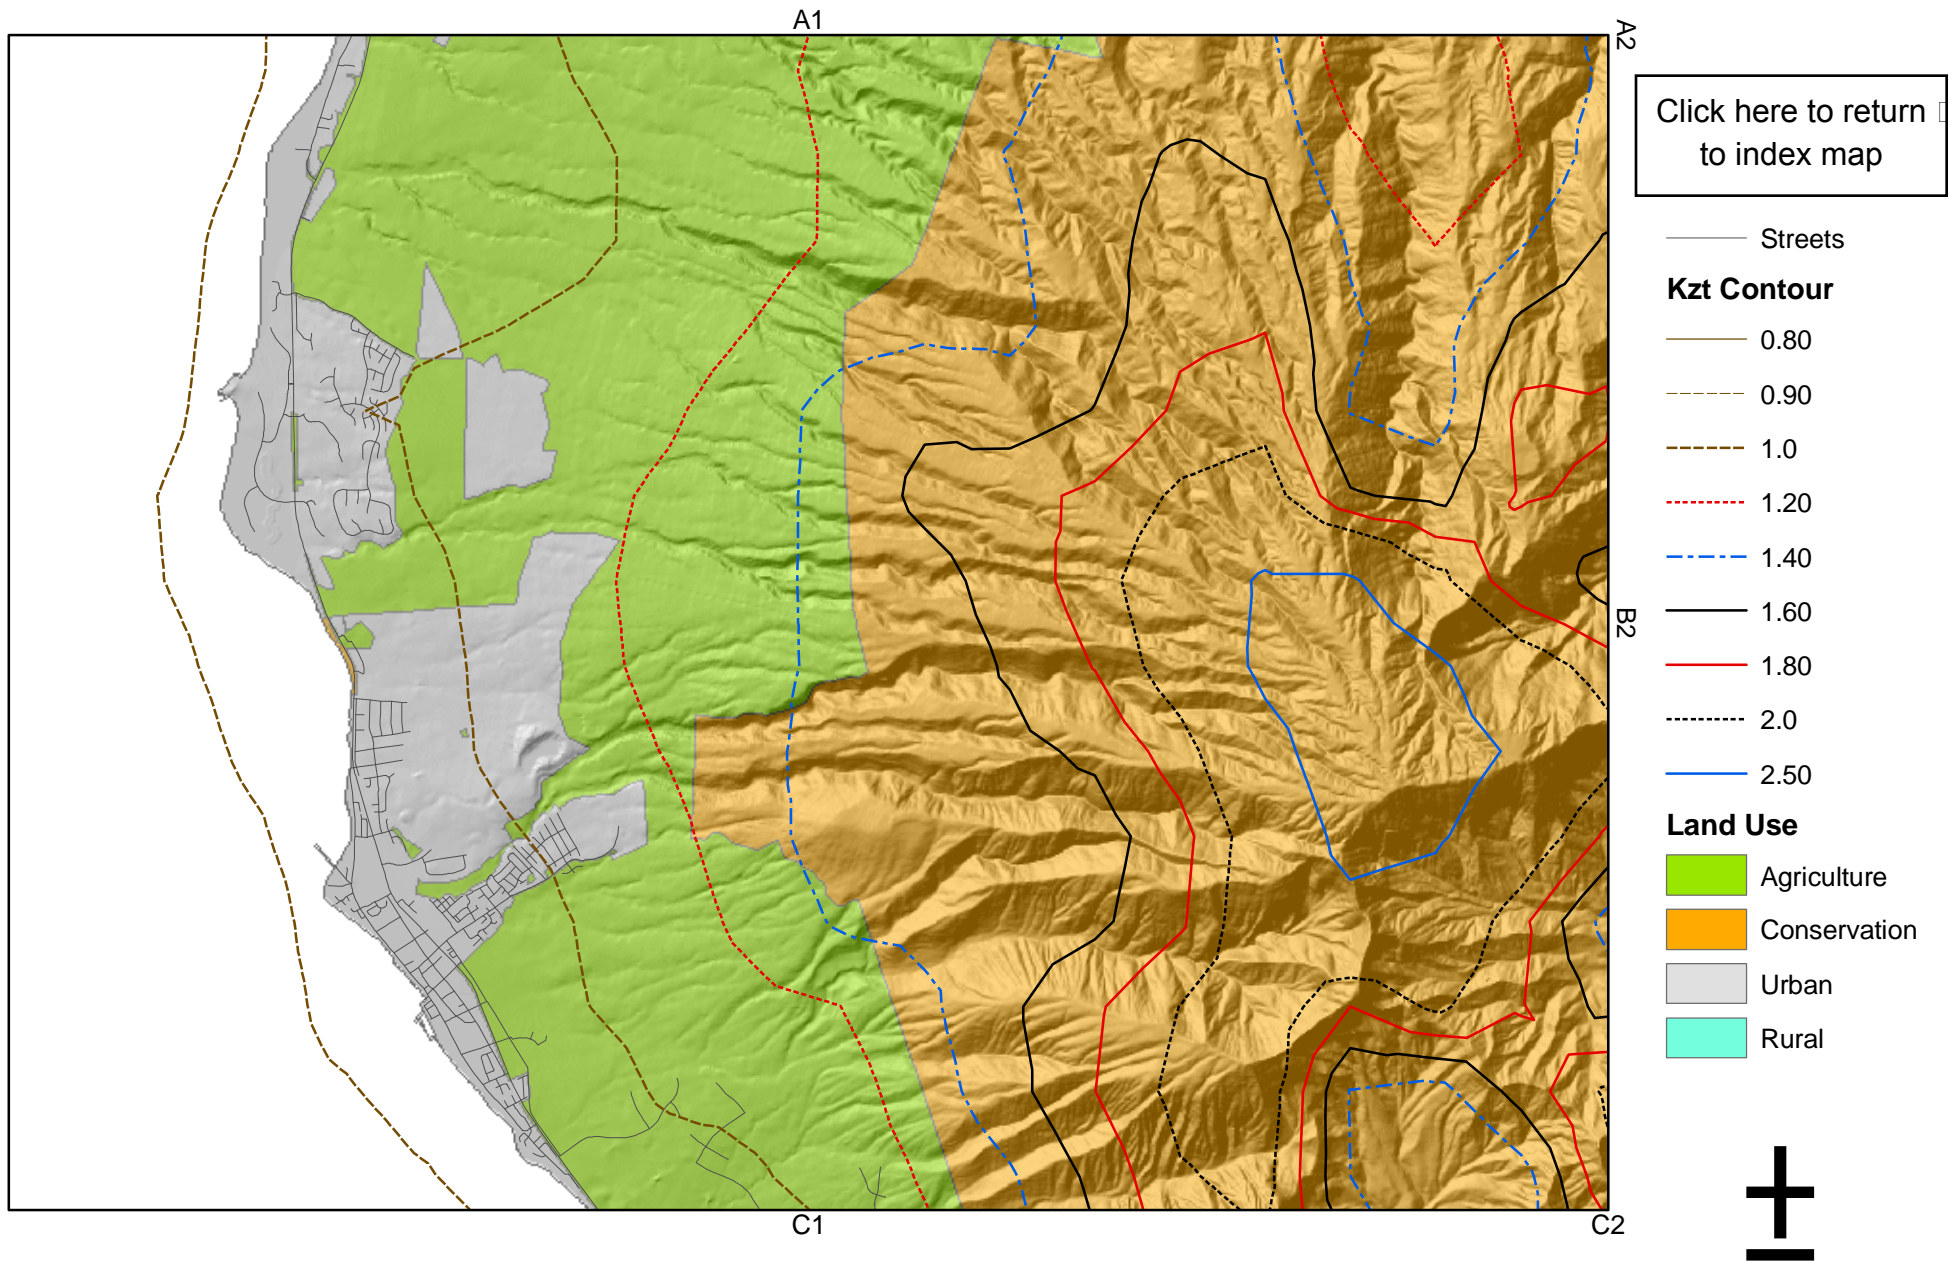 A1
A2
Click here to return
to index map
Streets
Kzt Contour
0.80
0.90
1.0
1.20
1.40
1.60
B2
1.80
2.0
2.50
Land Use
Agriculture
Conservation
Urban
Rural
C1
C2